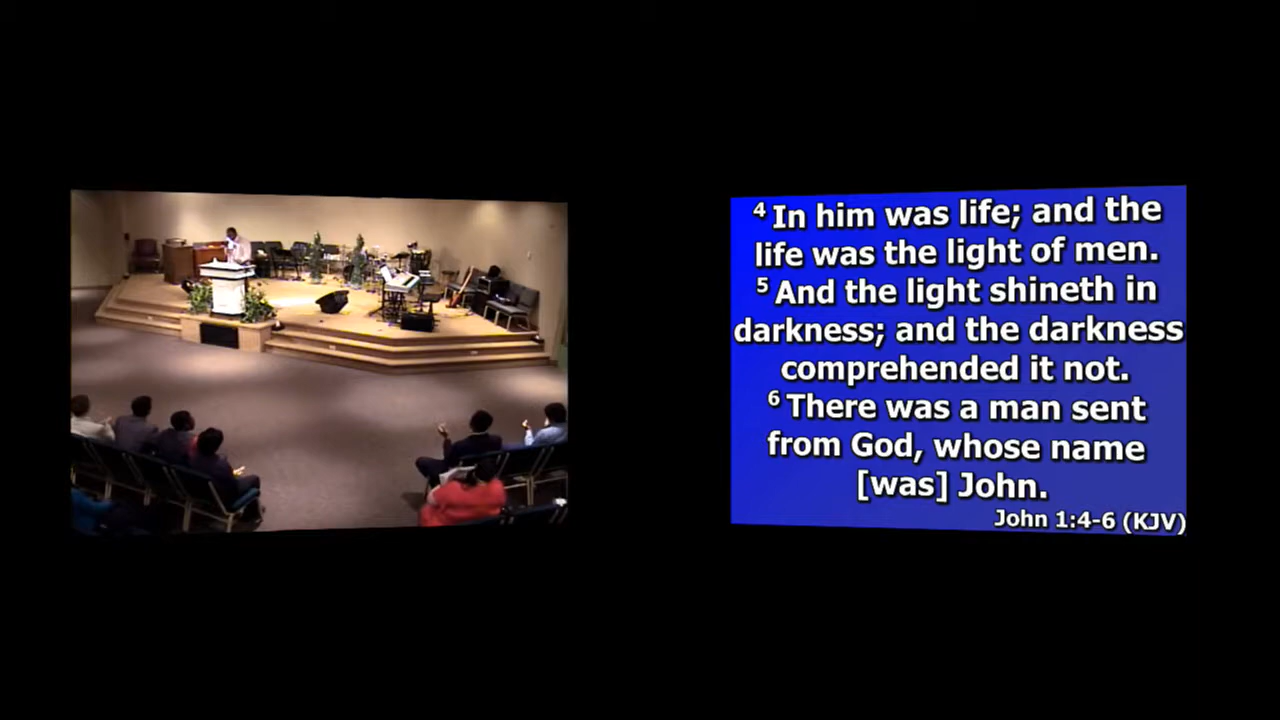 4 In him was life; and the
life was the light of men.
5 And the light shineth in
darkness; and the darkness
comprehended it not.
6 There was a man sent
from God, whose name
[was] John.
John 1:4-6 (KJV)